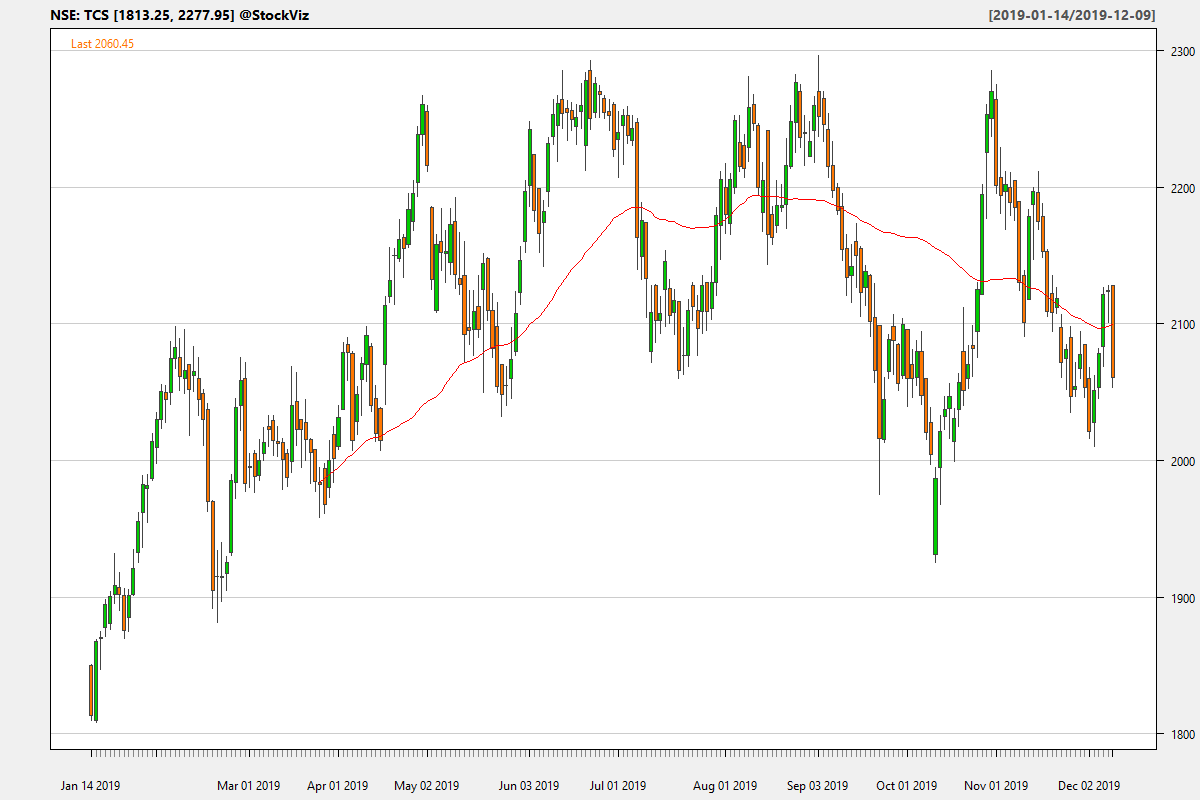 NSE: TCS [1813.25, 2277.95] @StockViz
[2019-01-14/2019-12-09]
Last 2060.45
2300
2200
2100
2000
1900
1800
Jan 14 2019
Mar 01 2019
Apr 01 2019
May 02 2019
Jun 03 2019
Jul 01 2019
Aug 01 2019
Sep 03 2019
Oct 01 2019
Nov 01 2019
Dec 02 2019